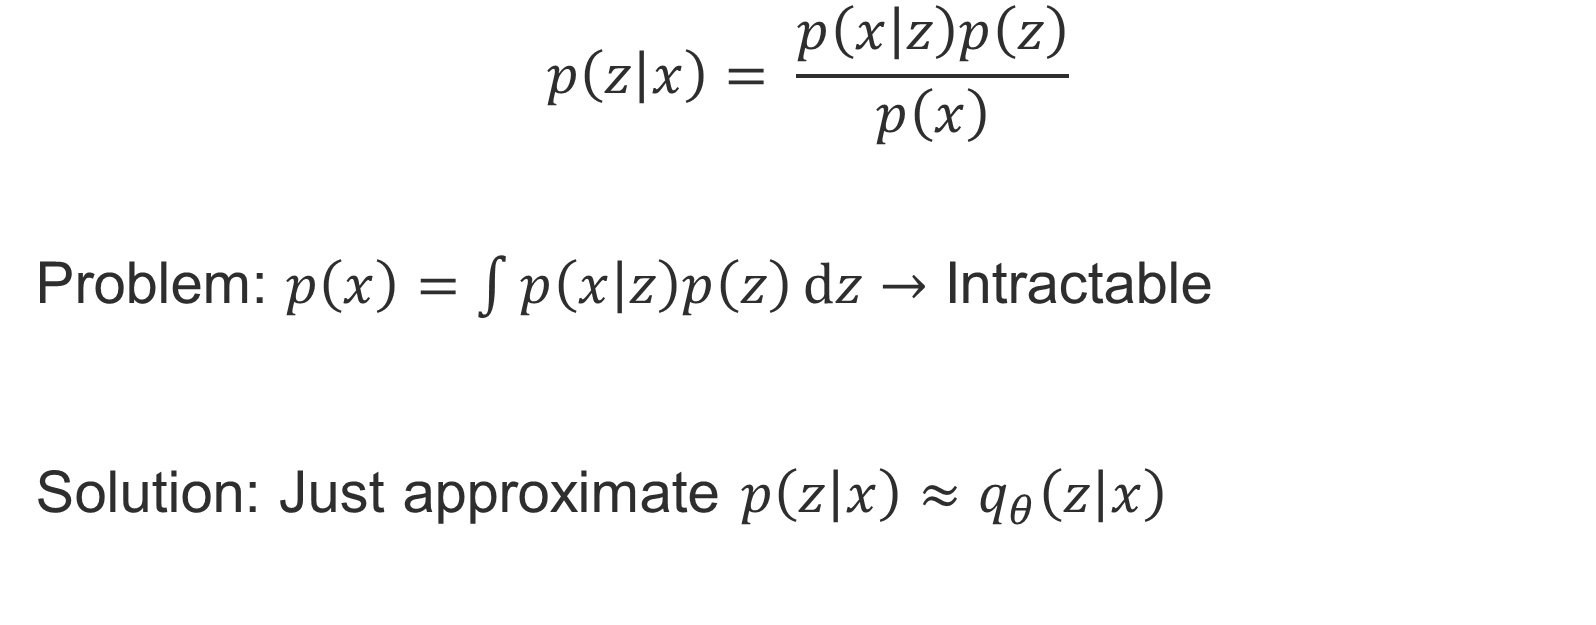 p(z|x) = p(x|z)p(z) / p(x)
Problem: p(x) = ∫ p(x|z)p(z) dz → Intractable
Solution: Just approximate p(z|x) ≈ q_θ(z|x)